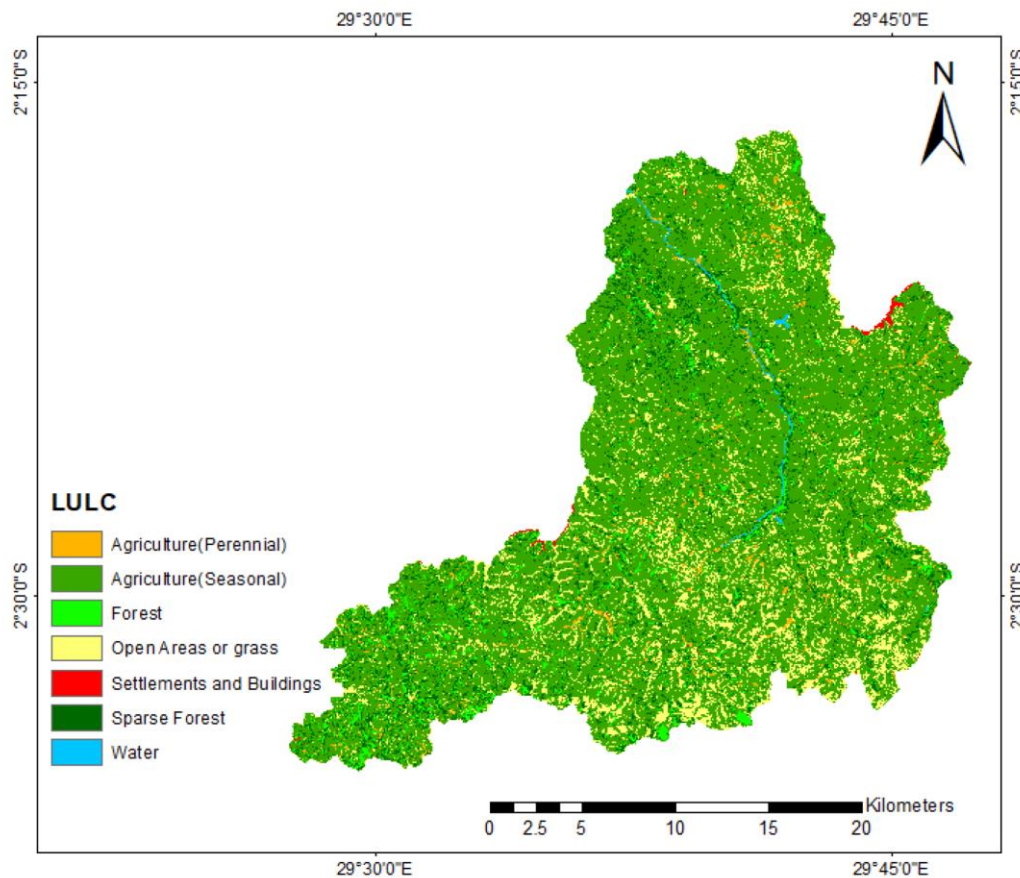 29°30'0"E 29°45'0"E
2°15'0"S 2°15'0"S
N
LULC
Agriculture(Perennial)
Agriculture(Seasonal)
Forest
Open Areas or grass
Settlements and Buildings
Sparse Forest
Water
2°30'0"S 2°30'0"S
Kilometers
0 2.5 5 10 15 20
29°30'0"E 29°45'0"E